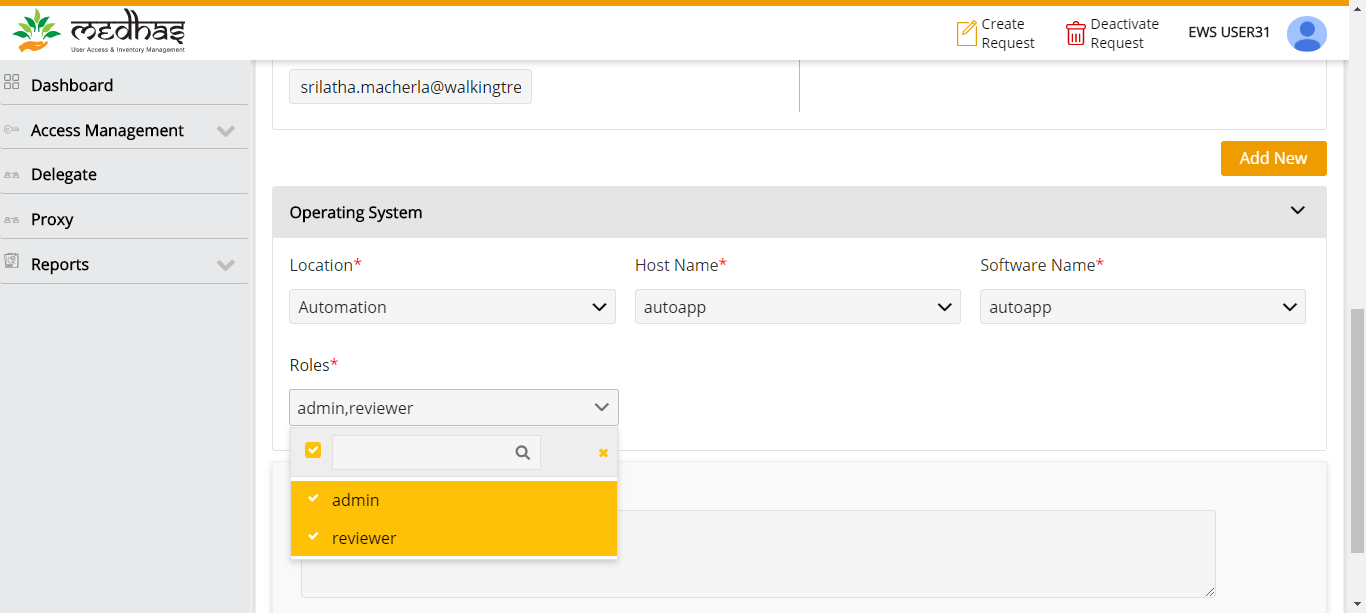 medhas
User Access & Inventory Management
Create
Request
Deactivate
Request
EWS USER31
Dashboard
Access Management
Delegate
Proxy
Reports
srilatha.macherla@walkingtre
Add New
Operating System
Location*
Host Name*
Software Name*
Automation
autoapp
autoapp
Roles*
admin,reviewer
admin
reviewer